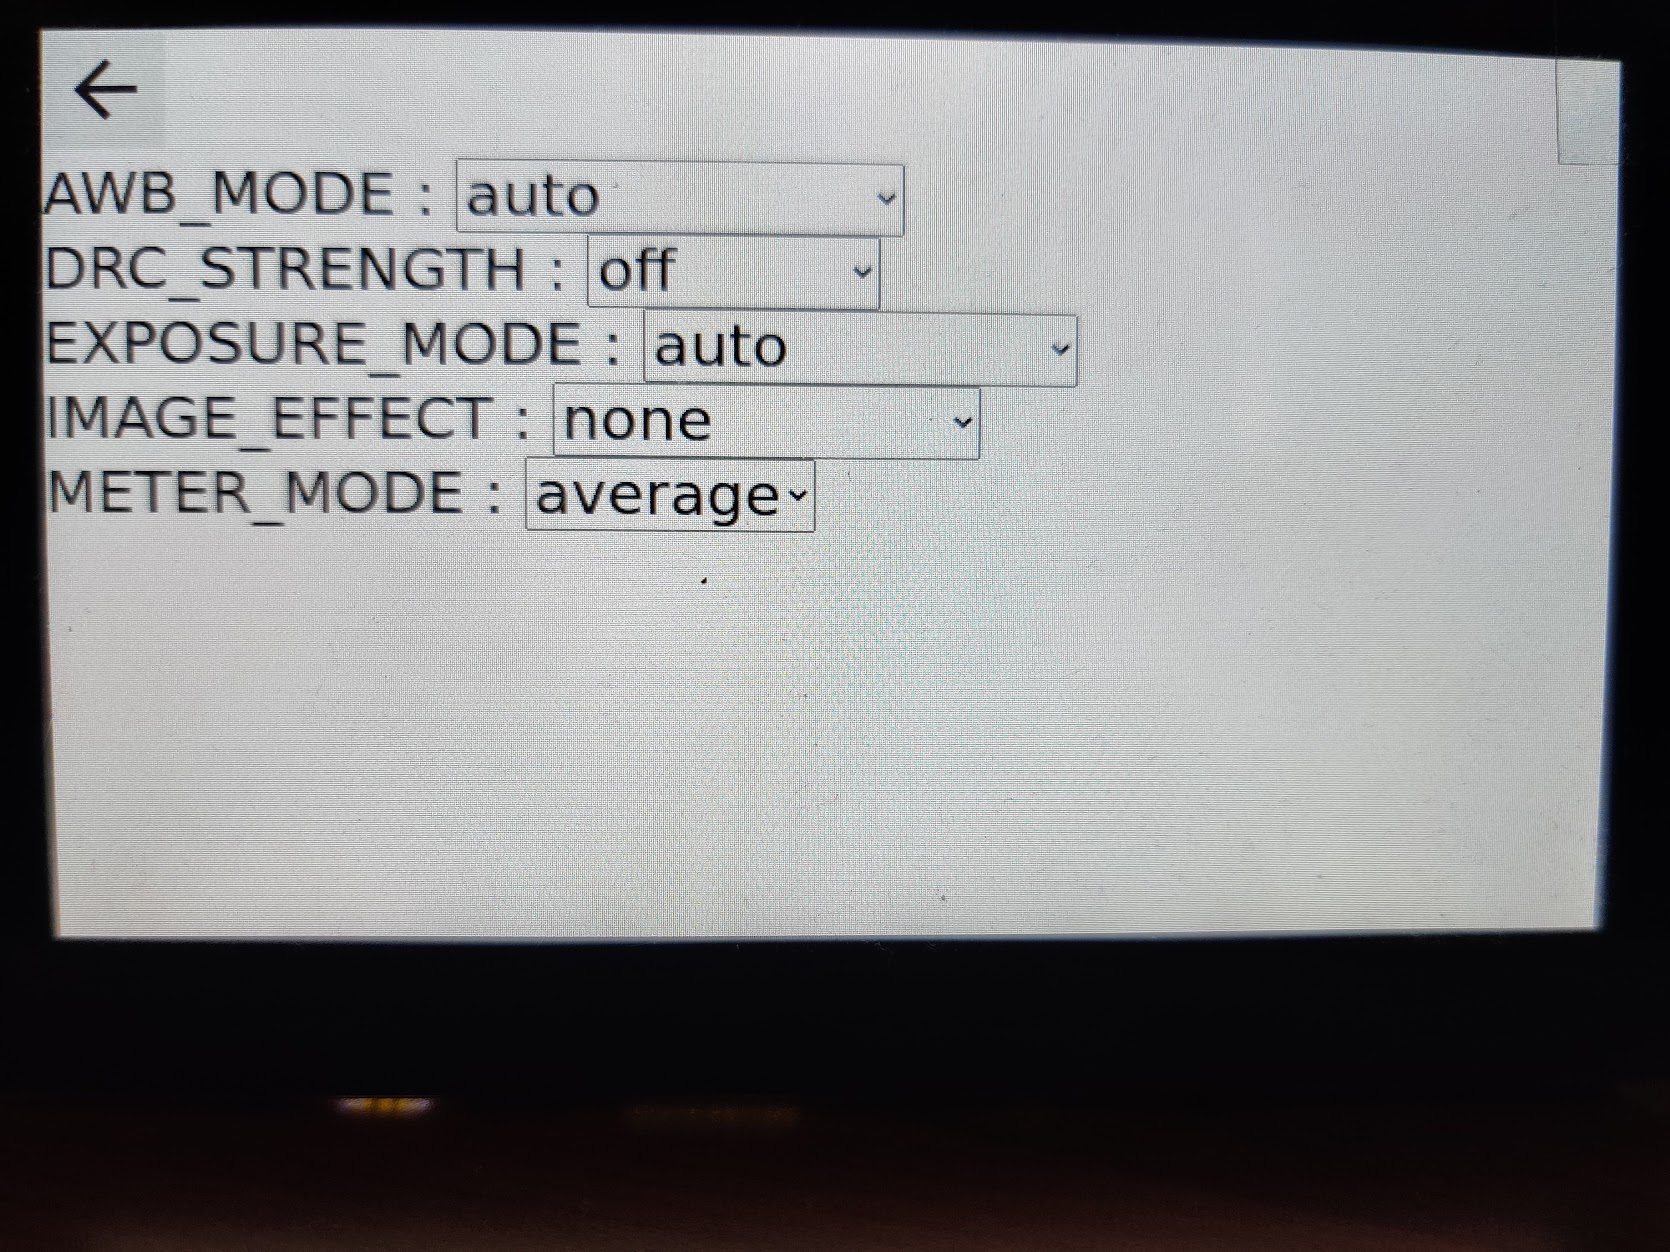 AWB_MODE : auto
DRC_STRENGTH : off
EXPOSURE_MODE : auto
IMAGE_EFFECT : none
METER_MODE : average